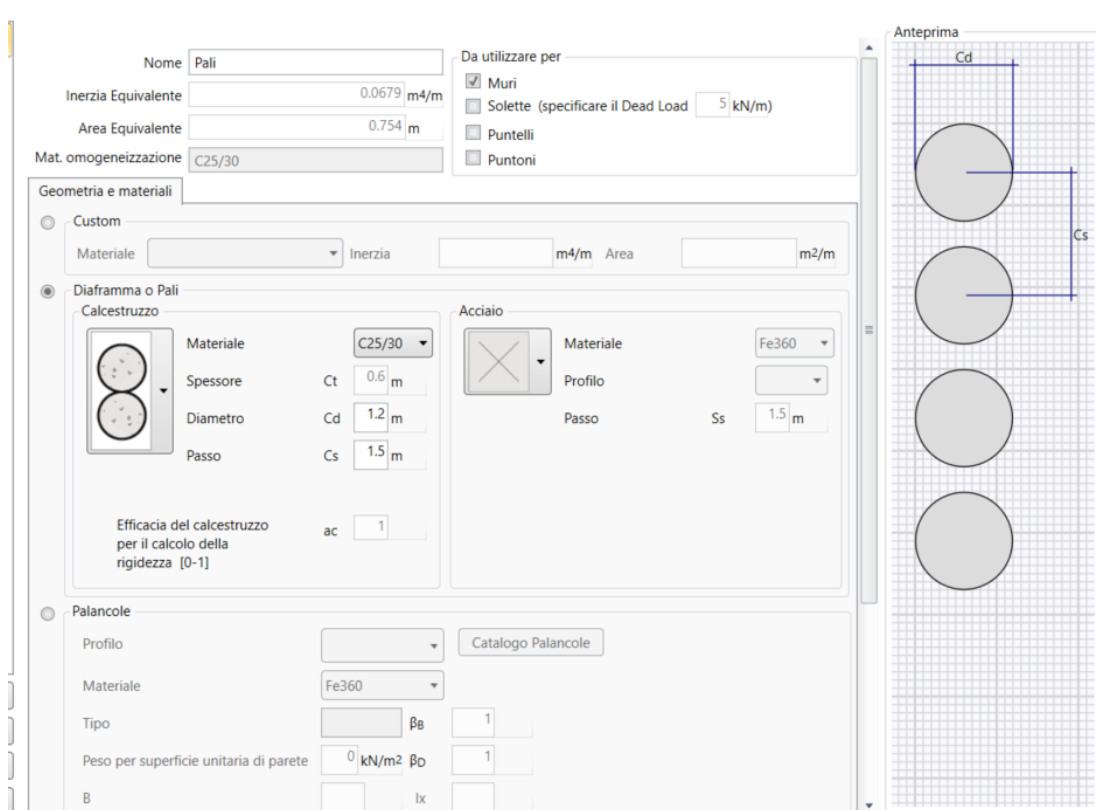 Anteprima
Nome Pali
Da utilizzare per
Cd
Muri
Inerzia Equivalente 0.0679 m4/m
Solette (specificare il Dead Load 5 kN/m)
Area Equivalente 0.754 m
Puntelli
Mat. omogeneizzazione C25/30
Puntoni
Geometria e materiali
Custom
Materiale Inerzia m4/m Area m2/m
Cs
Diaframma o Pali
Calcestruzzo
Materiale C25/30
Spessore Ct 0.6 m
Diametro Cd 1.2 m
Passo Cs 1.5 m
Efficacia del calcestruzzo
per il calcolo della
rigidezza [0-1]
ac 1
Acciaio
Materiale Fe360
Profilo
Passo Ss 1.5 m
Palancole
Profilo Catalogo Palancole
Materiale Fe360
Tipo βB 1
Peso per superficie unitaria di parete 0 kN/m2 βD 1
B Ix